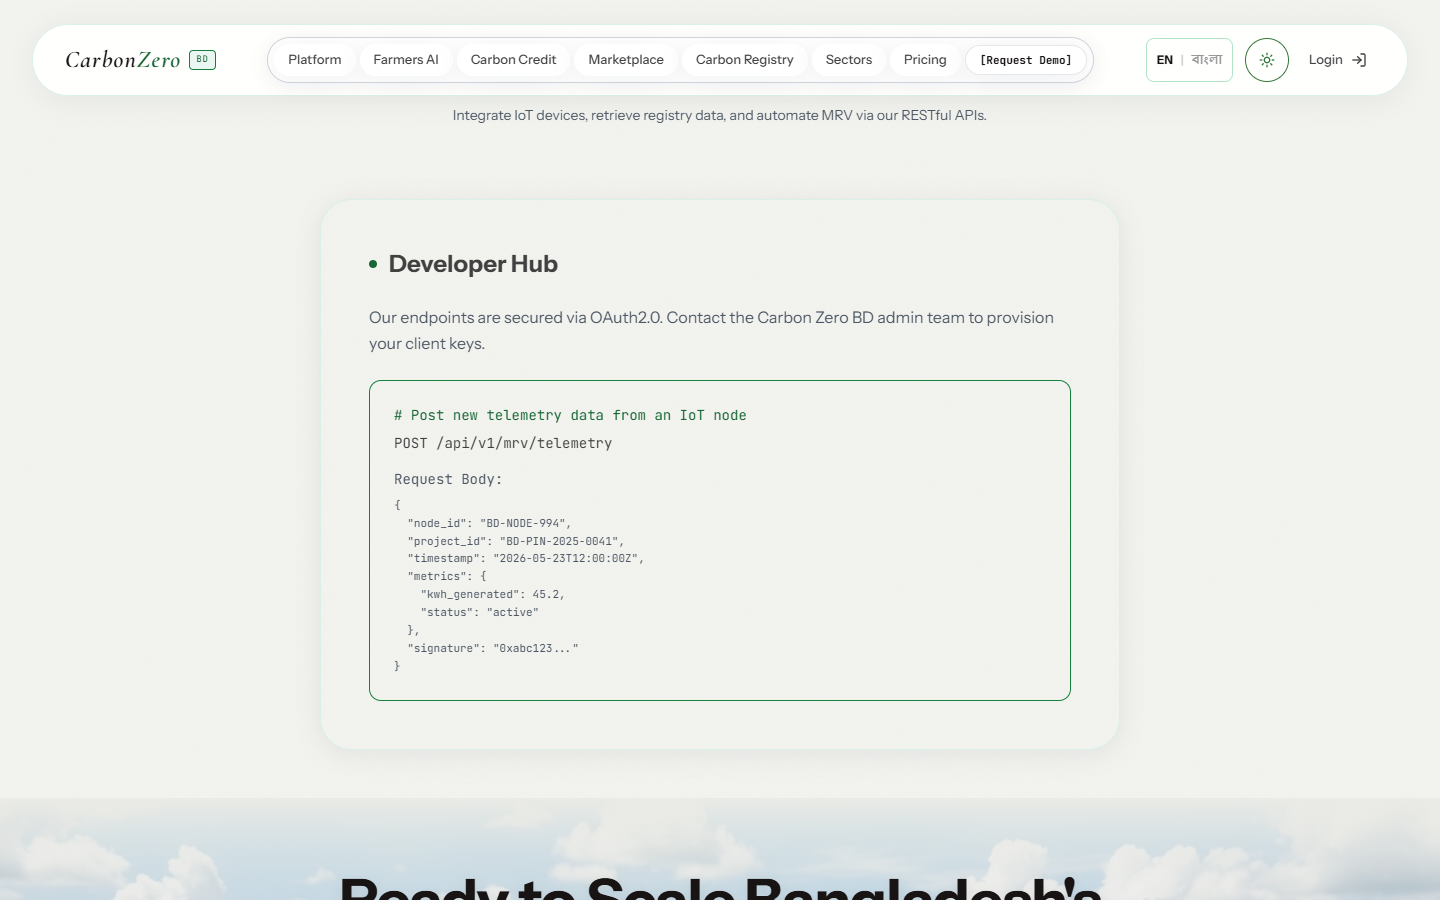 CarbonZero BD
Platform
Farmers AI
Carbon Credit
Marketplace
Carbon Registry
Sectors
Pricing
[Request Demo]
EN | বাংলা
Login
Integrate IoT devices, retrieve registry data, and automate MRV via our RESTful APIs.
Developer Hub
Our endpoints are secured via OAuth2.0. Contact the Carbon Zero BD admin team to provision
your client keys.
# Post new telemetry data from an IoT node
POST /api/v1/mrv/telemetry
Request Body:
{
  "node_id": "BD-NODE-994",
  "project_id": "BD-PIN-2025-0041",
  "timestamp": "2026-05-23T12:00:00Z",
  "metrics": {
    "kwh_generated": 45.2,
    "status": "active"
  },
  "signature": "0xabc123..."
}
Ready to Scale Bangladesh's